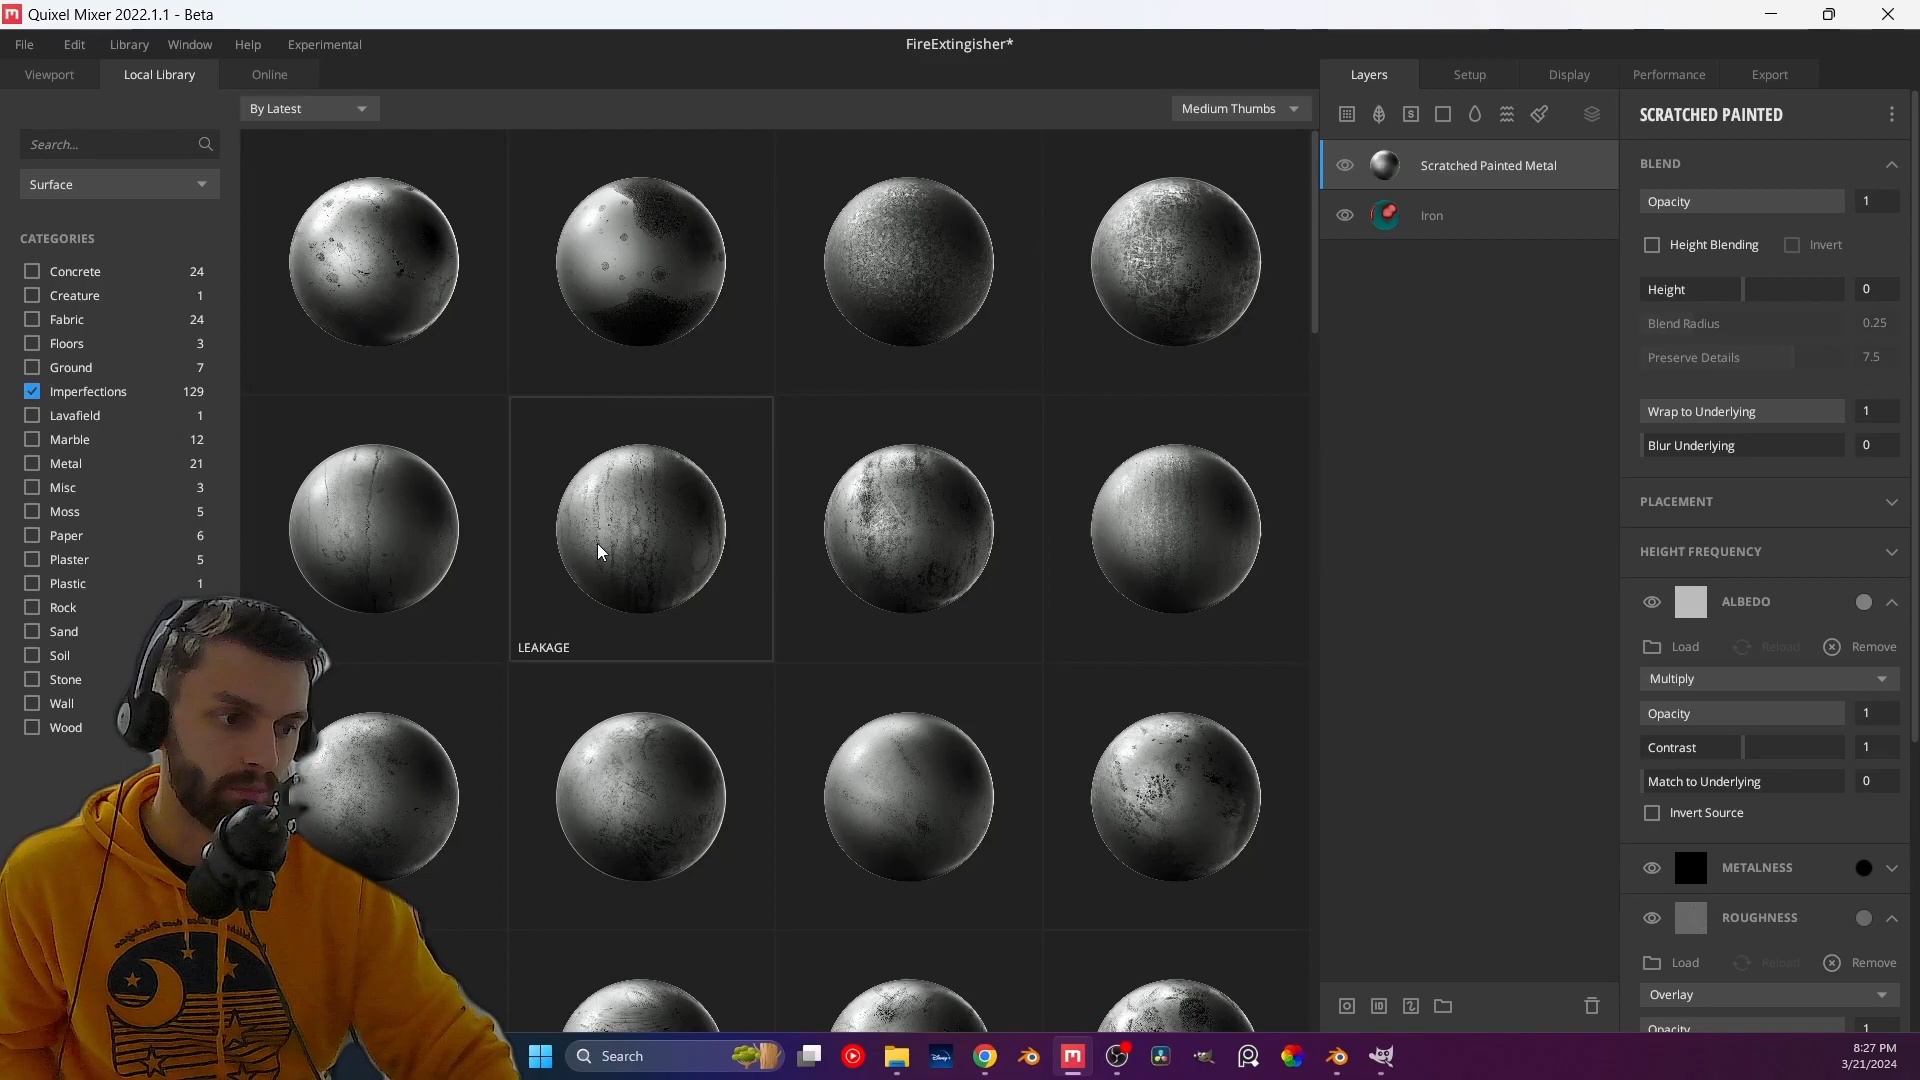 Quixel Mixer 2022.1.1 - Beta
File Edit Library Window Help Experimental
FireExtingisher*
Viewport Local Library Online
Layers Setup Display Performance Export
By Latest
Medium Thumbs
Search...
Surface
CATEGORIES
Concrete 24
Creature 1
Fabric 24
Floors 3
Ground 7
Imperfections 129
Lavafield 1
Marble 12
Metal 21
Misc 3
Moss 5
Paper 6
Plaster 5
Plastic 1
Rock
Sand
Soil
Stone
Wall
Wood
LEAKAGE
Scratched Painted Metal
Iron
SCRATCHED PAINTED
BLEND
Opacity 1
Height Blending Invert
Height 0
Blend Radius 0.25
Preserve Details 7.5
Wrap to Underlying 1
Blur Underlying 0
PLACEMENT
HEIGHT FREQUENCY
ALBEDO
Load Reload Remove
Multiply
Opacity 1
Contrast 1
Match to Underlying 0
Invert Source
METALNESS
ROUGHNESS
Load Reload Remove
Overlay
Opacity 1
Search
Disney+
8:27 PM
3/21/2024